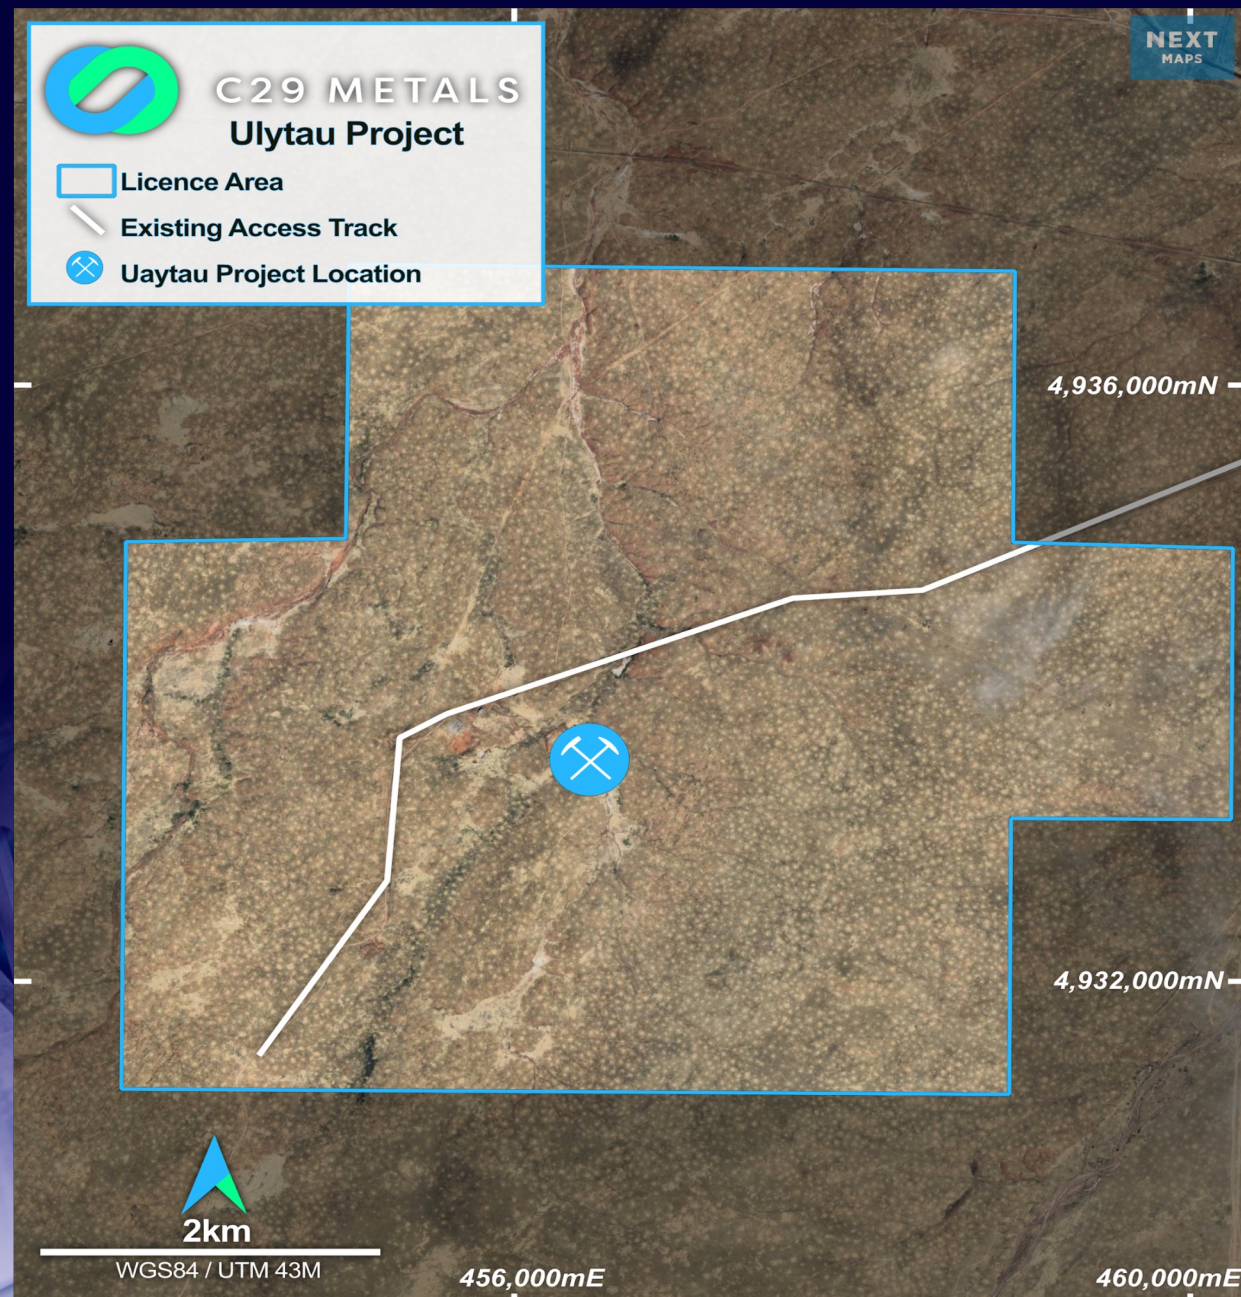 C29 METALS
Ulytau Project
Licence Area
Existing Access Track
Uaytau Project Location
NEXT
MAPS
4,936,000mN
4,932,000mN
2km
WGS84 / UTM 43M
456,000mE
460,000mE